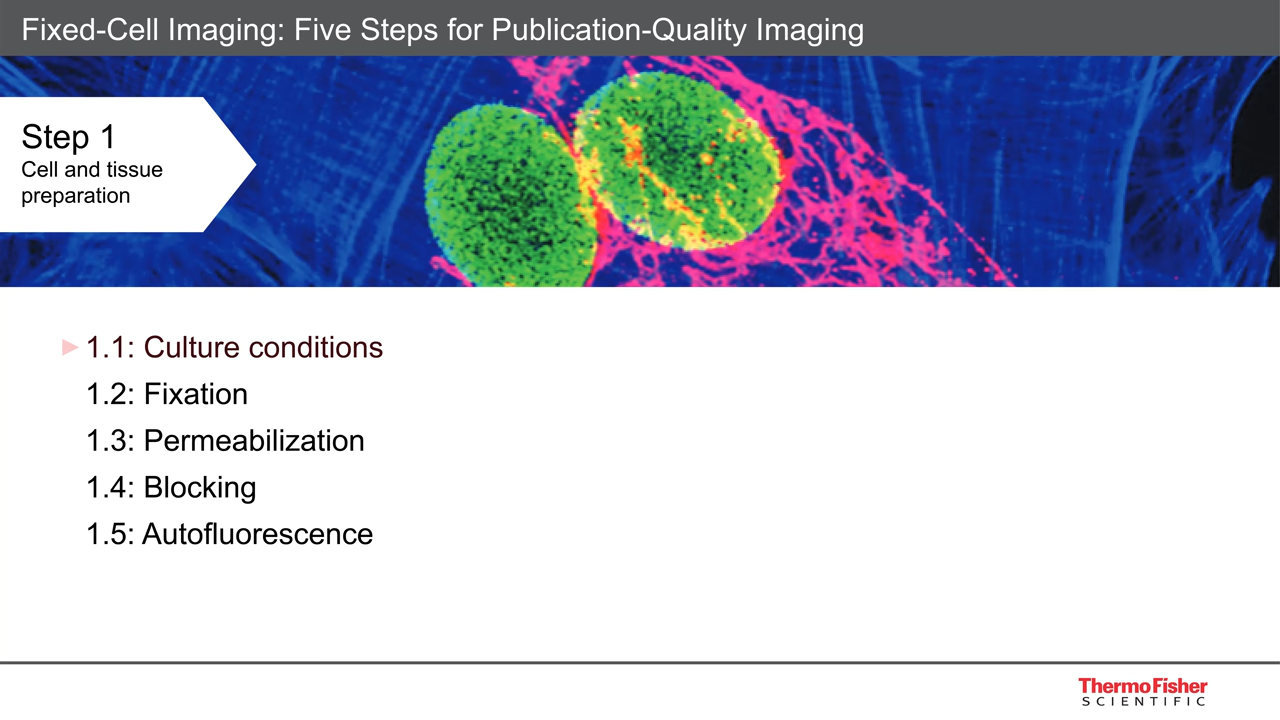 Fixed-Cell Imaging: Five Steps for Publication-Quality Imaging
Step 1
Cell and tissue
preparation
1.1: Culture conditions
1.2: Fixation
1.3: Permeabilization
1.4: Blocking
1.5: Autofluorescence
ThermoFisher
SCIENTIFIC